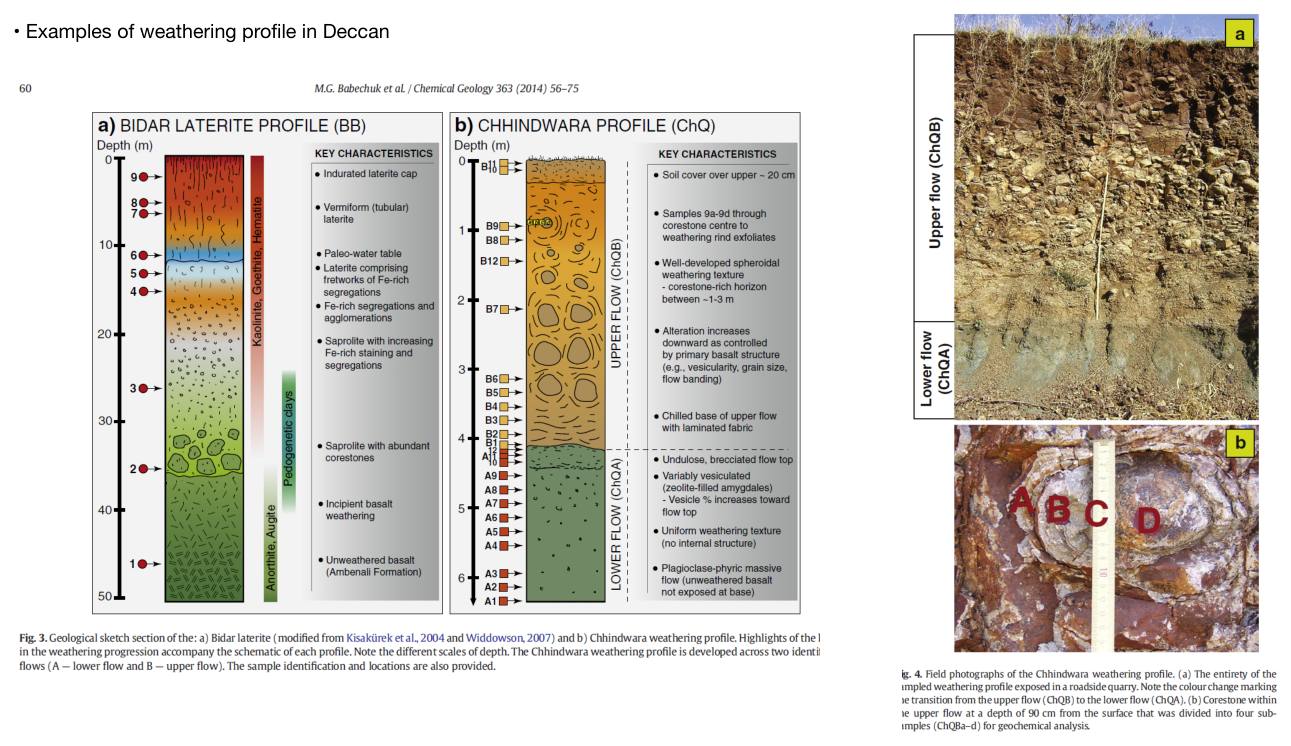 • Examples of weathering profile in Deccan
60
M.G. Babechuk et al. / Chemical Geology 363 (2014) 56–75
a) BIDAR LATERITE PROFILE (BB)
Depth (m)
0
10
20
30
40
50
9
8
7
6
5
4
3
2
1
Kaolinite, Goethite, Hematite
Pedogenetic clays
Anorthite, Augite
KEY CHARACTERISTICS
• Indurated laterite cap
• Vermiform (tubular)
laterite
• Paleo-water table
• Laterite comprising
fretworks of Fe-rich
segregations
• Fe-rich segregations and
agglomerations
• Saprolite with increasing
Fe-rich staining and
segregations
• Saprolite with abundant
corestones
• Incipient basalt
weathering
• Unweathered basalt
(Ambenali Formation)
b) CHHINDWARA PROFILE (ChQ)
Depth (m)
0
1
2
3
4
5
6
B11
10
B9
B8
B12
B7
B6
B5
B4
B3
B2
B1
A11
10
A9
A8
A7
A6
A5
A4
A3
A2
A1
UPPER FLOW (ChQB)
LOWER FLOW (ChQA)
KEY CHARACTERISTICS
• Soil cover over upper ~ 20 cm
• Samples 9a-9d through
corestone centre to
weathering rind exfoliates
• Well-developed spheroidal
weathering texture
- corestone-rich horizon
between ~1-3 m
• Alteration increases
downward as controlled
by primary basalt structure
(e.g., vesicularity, grain size,
flow banding)
• Chilled base of upper flow
with laminated fabric
• Undulose, brecciated flow top
• Variably vesiculated
(zeolite-filled amygdales)
- Vesicle % increases toward
flow top
• Uniform weathering texture
(no internal structure)
• Plagioclase-phyric massive
flow (unweathered basalt
not exposed at base)
Fig. 3. Geological sketch section of the: a) Bidar laterite (modified from Kisakürek et al., 2004 and Widdowson, 2007) and b) Chhindwara weathering profile. Highlights of the
in the weathering progression accompany the schematic of each profile. Note the different scales of depth. The Chhindwara weathering profile is developed across two identi
flows (A — lower flow and B — upper flow). The sample identification and locations are also provided.
a
Upper flow (ChQB)
Lower flow
(ChQA)
b
A B C D
ig. 4. Field photographs of the Chhindwara weathering profile. (a) The entirety of the
mpled weathering profile exposed in a roadside quarry. Note the colour change marking
e transition from the upper flow (ChQB) to the lower flow (ChQA). (b) Corestone within
e upper flow at a depth of 90 cm from the surface that was divided into four sub-
mples (ChQBa–d) for geochemical analysis.